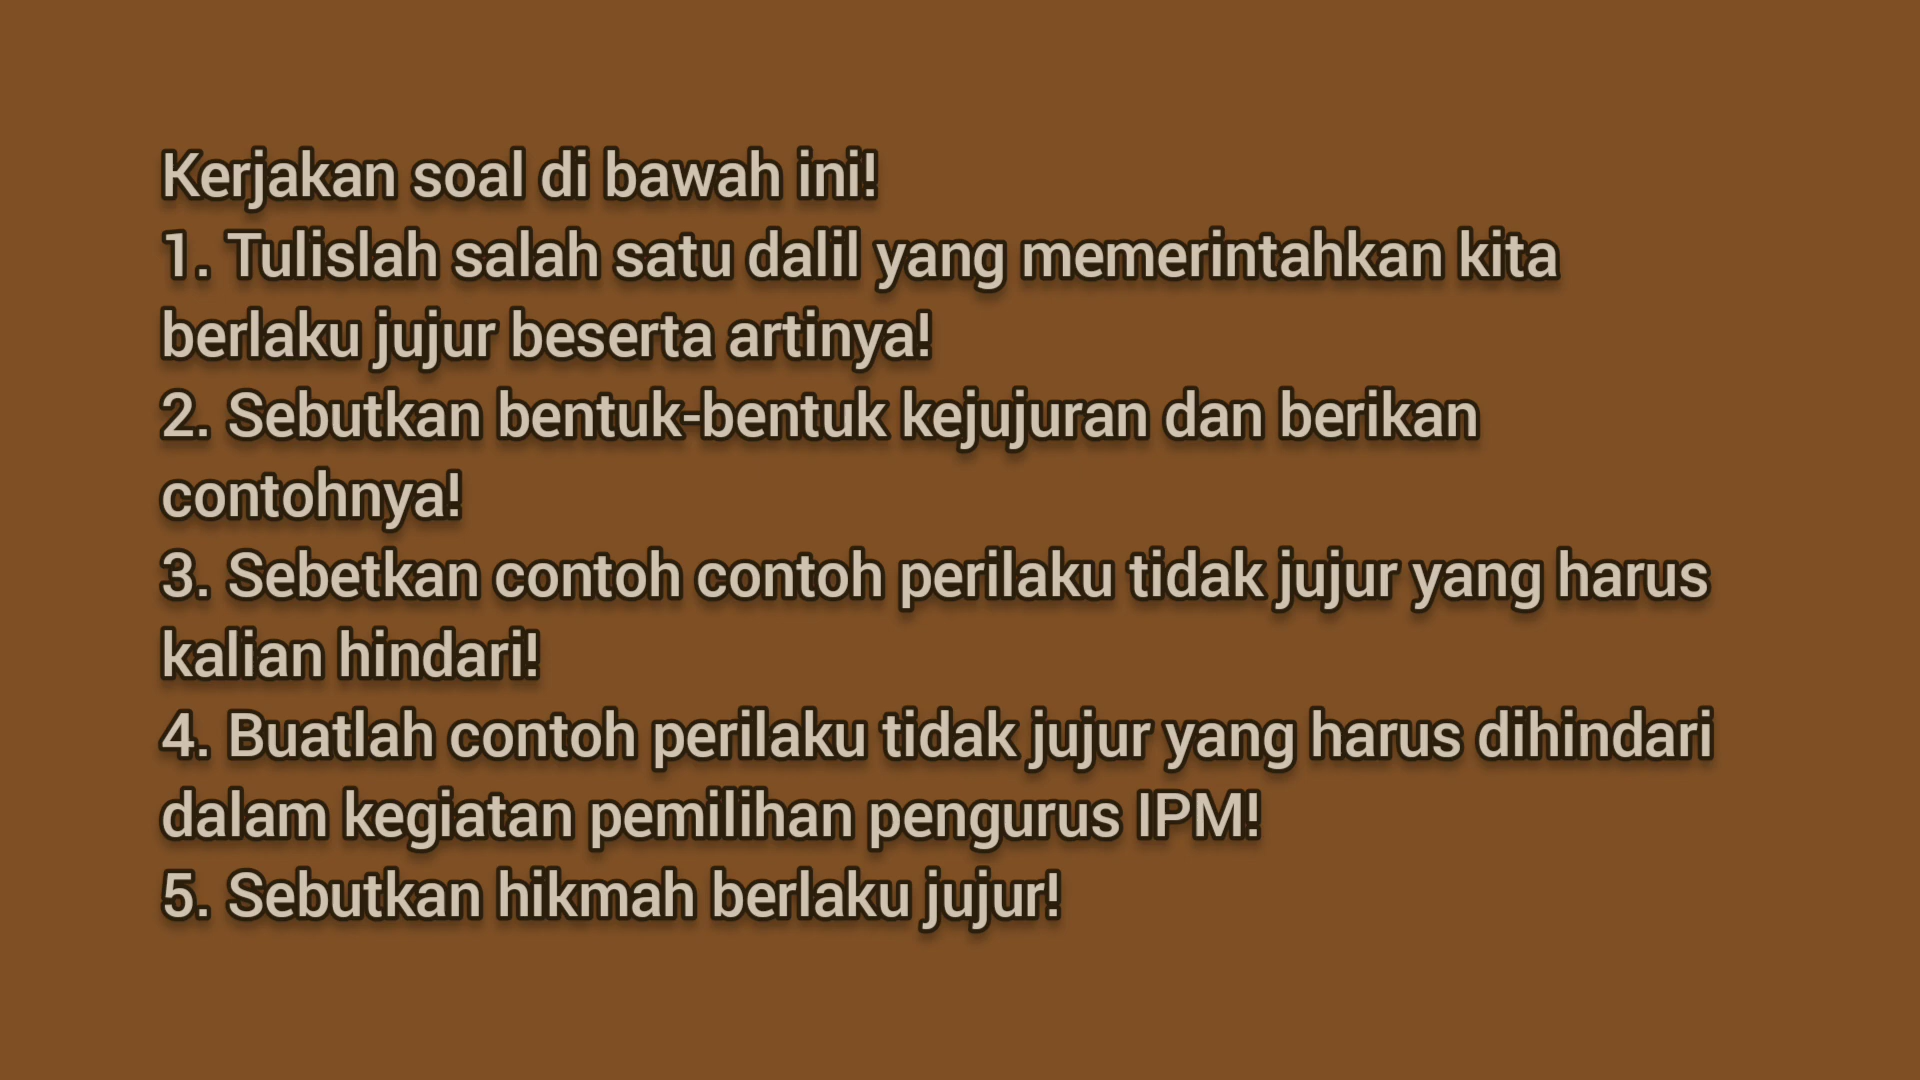 Kerjakan soal di bawah ini!
1. Tulislah salah satu dalil yang memerintahkan kita
berlaku jujur beserta artinya!
2. Sebutkan bentuk-bentuk kejujuran dan berikan
contohnya!
3. Sebetkan contoh contoh perilaku tidak jujur yang harus
kalian hindari!
4. Buatlah contoh perilaku tidak jujur yang harus dihindari
dalam kegiatan pemilihan pengurus IPM!
5. Sebutkan hikmah berlaku jujur!